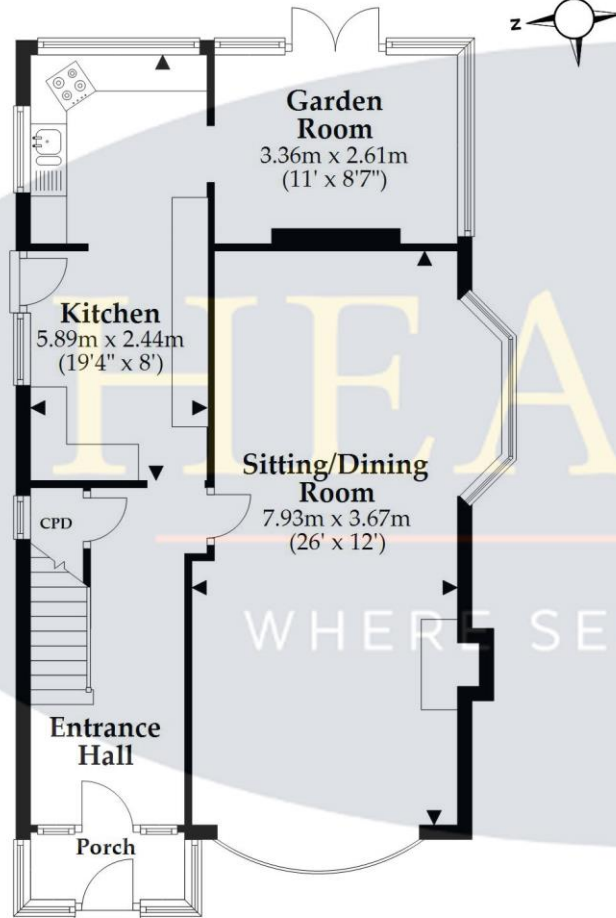 Z
Garden
Room
3.36m x 2.61m
(11' x 8'7")
Kitchen
5.89m x 2.44m
(19'4" x 8')
HEA
Sitting/Dining
Room
7.93m x 3.67m
(26' x 12')
CPD
WHERE SE
Entrance
Hall
Porch